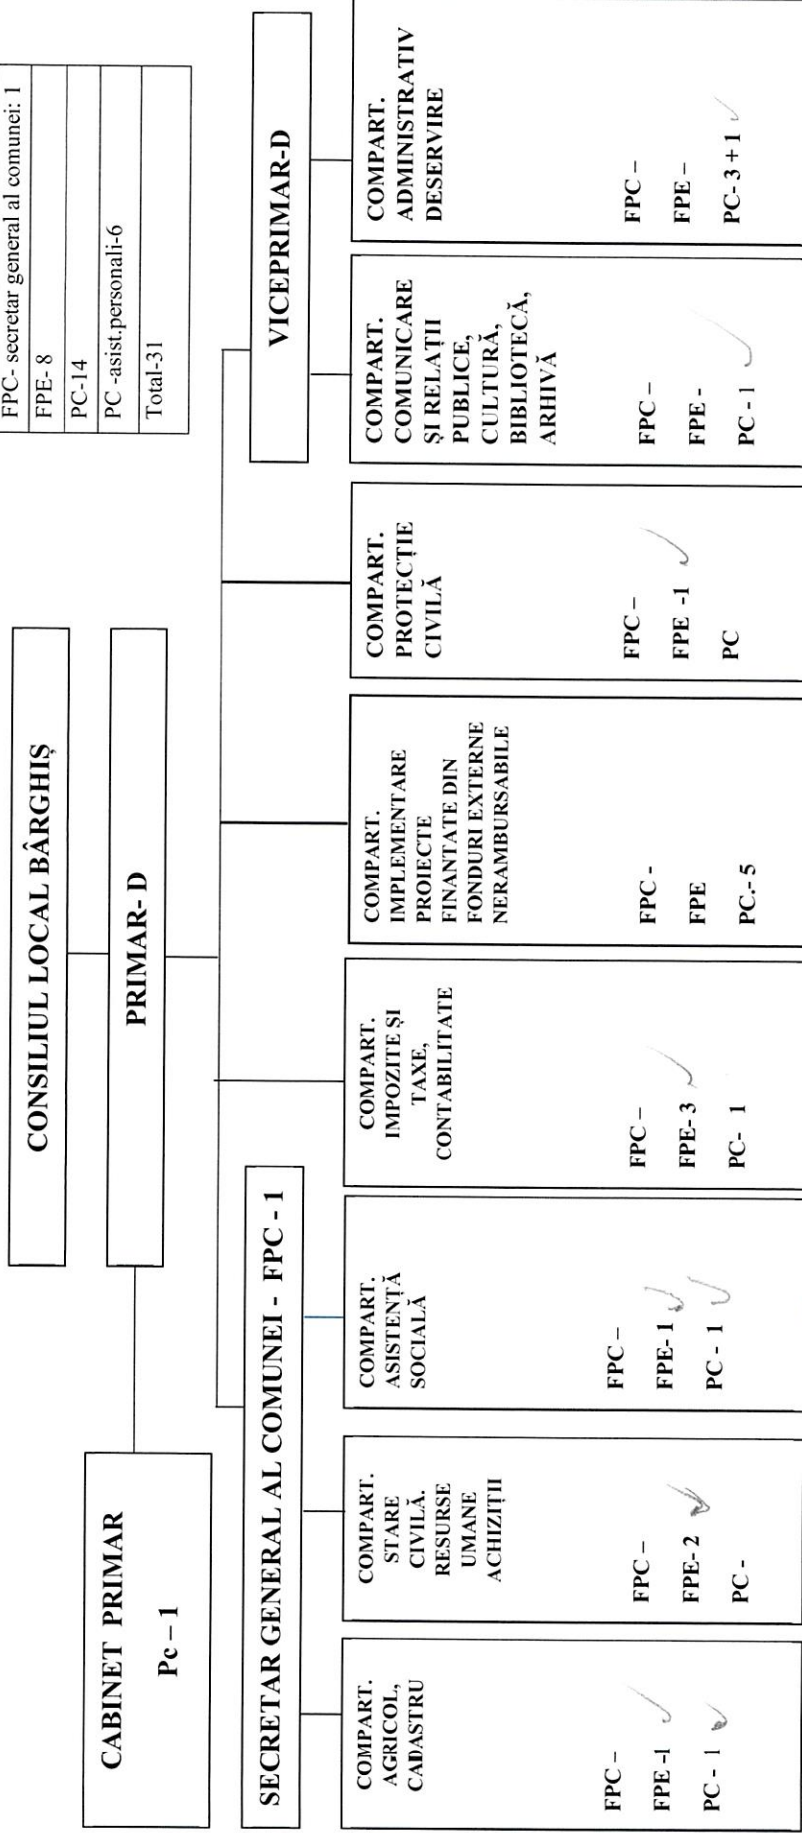 FPC- secretar general al comunei: 1
FPE- 8
PC-14
PC -asist.personali-6
Total-31
CONSILIUL LOCAL BÂRGHIȘ
PRIMAR- D
CABINET PRIMAR
Pc – 1
SECRETAR GENERAL AL COMUNEI - FPC - 1
VICEPRIMAR-D
COMPART.
AGRICOL,
CADASTRU
FPC –
FPE -1
PC - 1
COMPART.
STARE
CIVILĂ.
RESURSE
UMANE
ACHIZIȚII
FPC –
FPE- 2
PC -
COMPART.
ASISTENȚĂ
SOCIALĂ
FPC –
FPE- 1
PC - 1
COMPART.
IMPOZITE ȘI
TAXE,
CONTABILITATE
FPC –
FPE- 3
PC- 1
COMPART.
IMPLEMENTARE
PROIECTE
FINANTATE DIN
FONDURI EXTERNE
NERAMBURSABILE
FPC -
FPE
PC.- 5
COMPART.
PROTECȚIE
CIVILĂ
FPC –
FPE -1
PC
COMPART.
COMUNICARE
ȘI RELAȚII
PUBLICE,
CULTURĂ,
BIBLIOTECĂ,
ARHIVĂ
FPC –
FPE -
PC - 1
COMPART.
ADMINISTRATIV
DESERVIRE
FPC –
FPE –
PC- 3 + 1